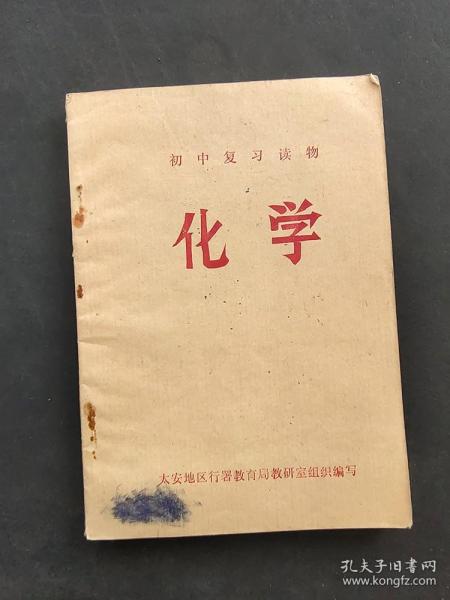 初中复习读物
化学
太安地区行署教育局教研室组织编写
孔夫子旧书网
www.kongfz.com